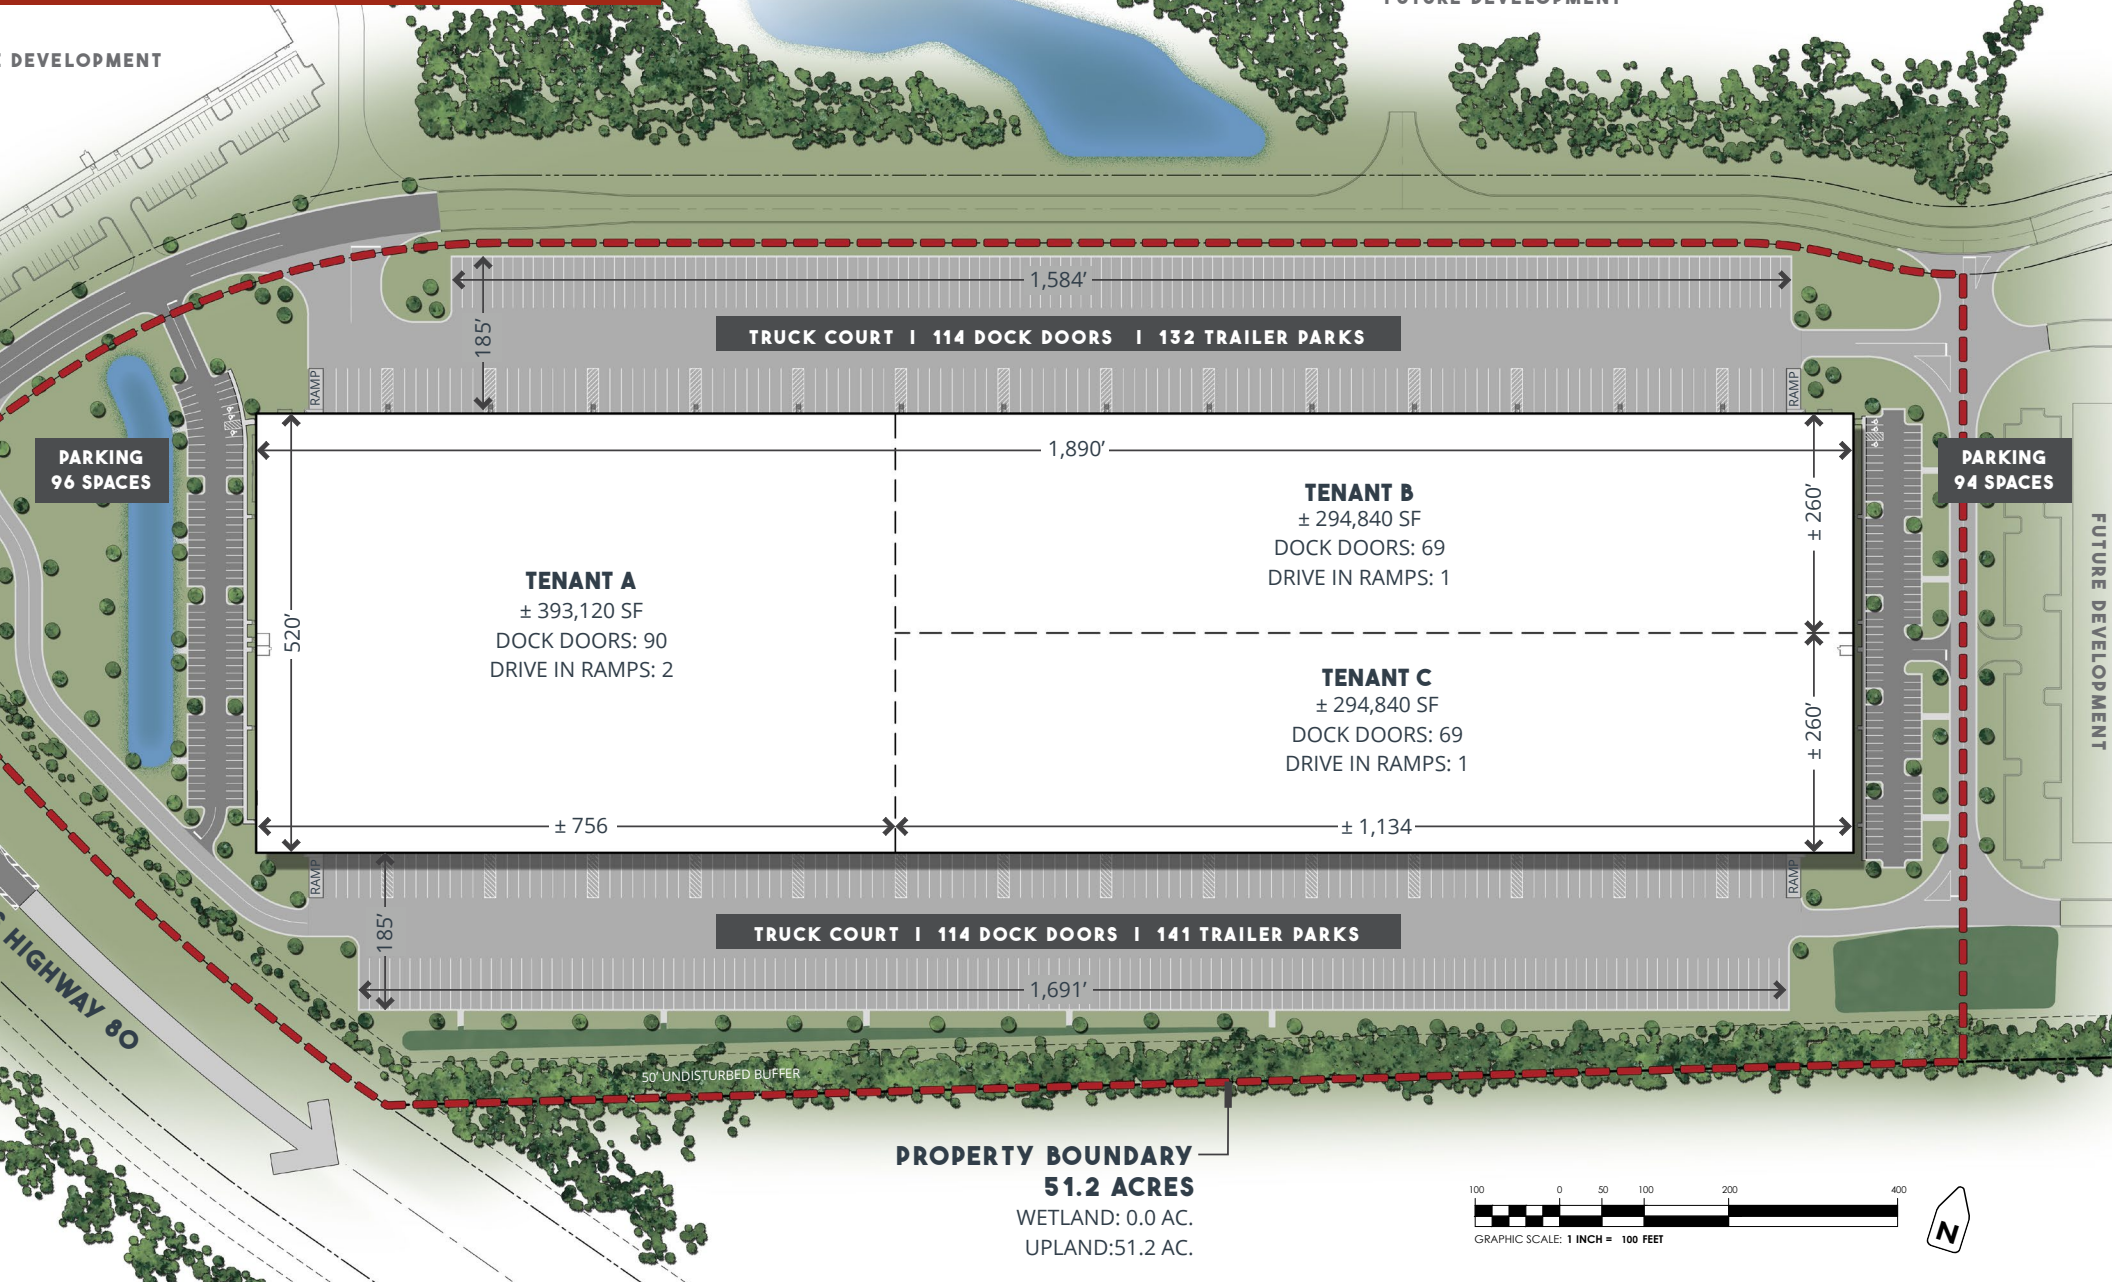 DEVELOPMENT
FUTURE DEVELOPMENT
1,584’
185’
TRUCK COURT | 114 DOCK DOORS | 132 TRAILER PARKS
RAMP
RAMP
1,890’
PARKING
96 SPACES
PARKING
94 SPACES
TENANT A
± 393,120 SF
DOCK DOORS: 90
DRIVE IN RAMPS: 2
520’
TENANT B
± 294,840 SF
DOCK DOORS: 69
DRIVE IN RAMPS: 1
± 260’
TENANT C
± 294,840 SF
DOCK DOORS: 69
DRIVE IN RAMPS: 1
± 260’
FUTURE DEVELOPMENT
± 756
± 1,134
RAMP
RAMP
185’
TRUCK COURT | 114 DOCK DOORS | 141 TRAILER PARKS
1,691’
HIGHWAY 80
50’ UNDISTURBED BUFFER
PROPERTY BOUNDARY
51.2 ACRES
WETLAND: 0.0 AC.
UPLAND:51.2 AC.
100 0 50 100 200 400
GRAPHIC SCALE: 1 INCH = 100 FEET
N